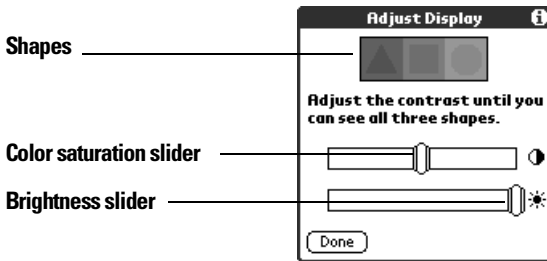 Adjust Display
Shapes
Adjust the contrast until you
can see all three shapes.
Color saturation slider
Brightness slider
Done